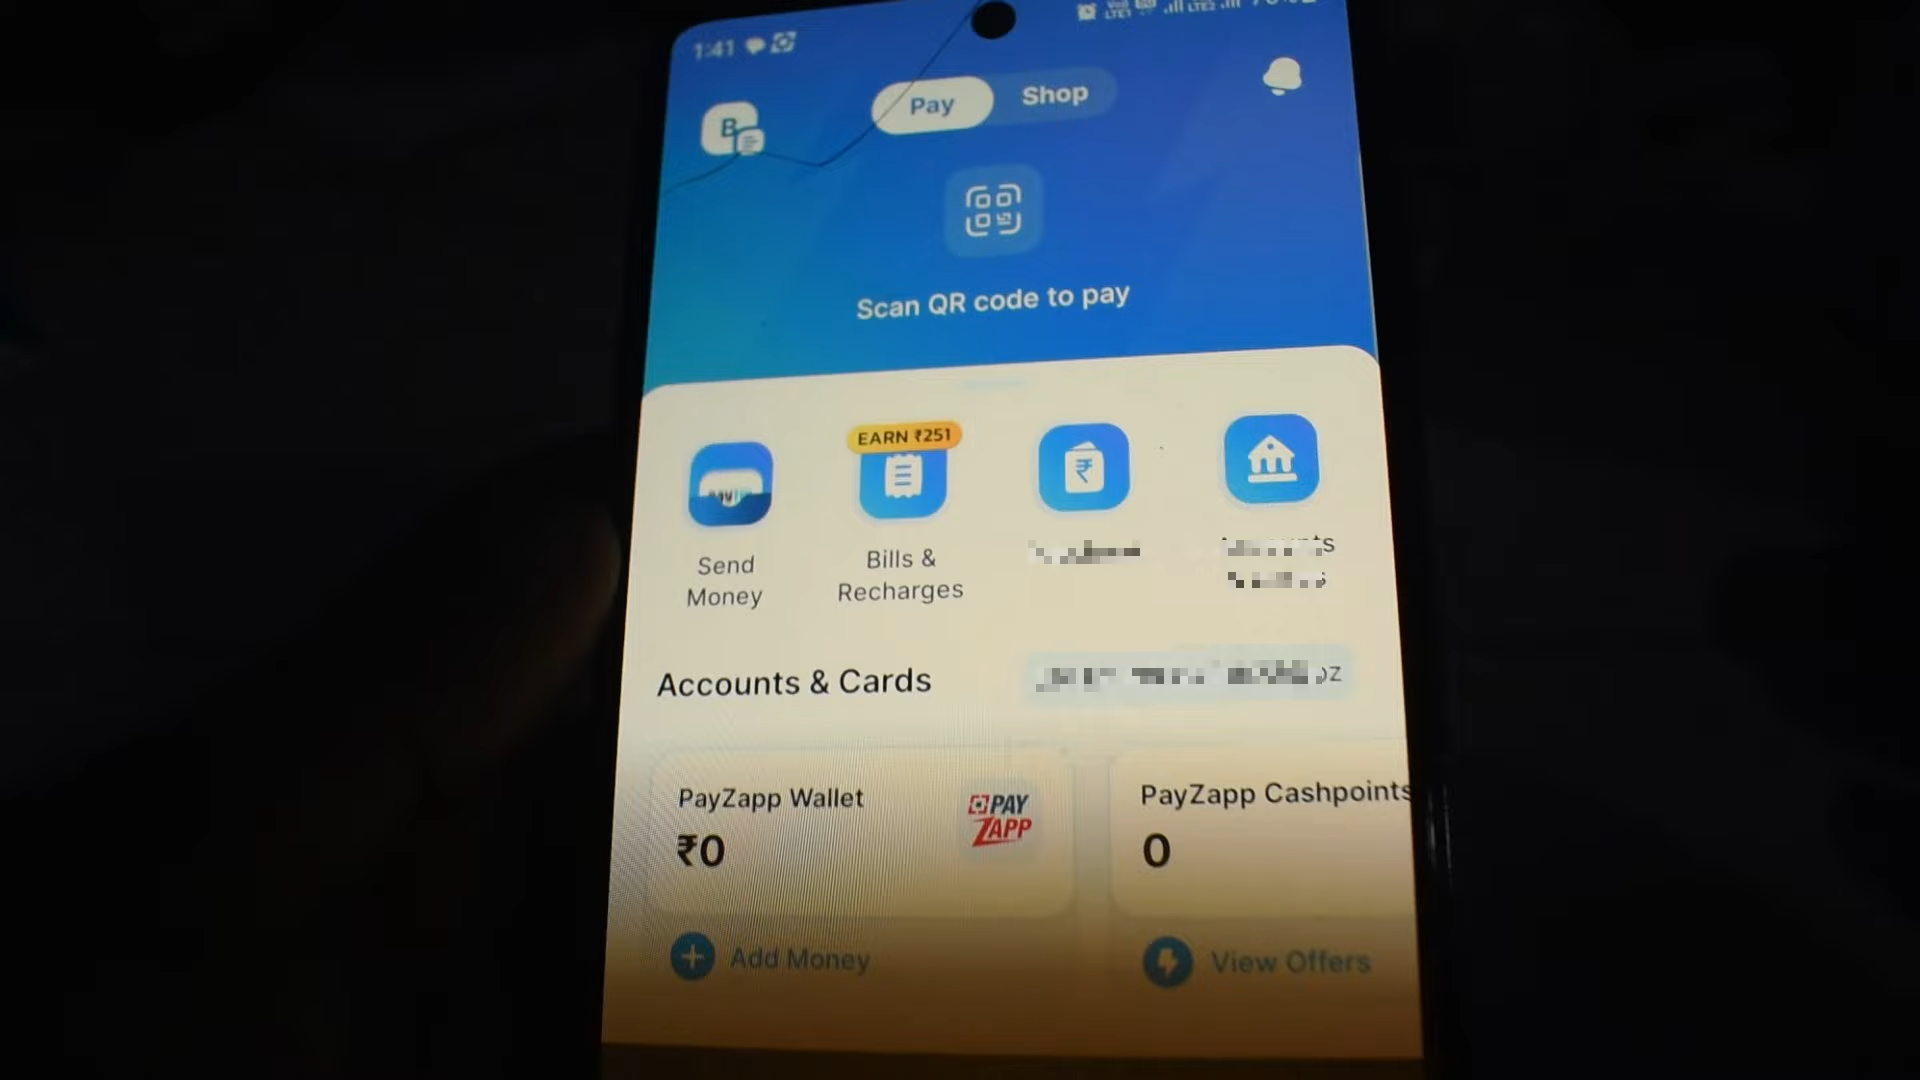 1:41
Pay
Shop
B
Scan QR code to pay
EARN ₹251
Send
Money
Bills &
Recharges
Accounts & Cards
PayZapp Wallet
₹0
PAY
ZAPP
PayZapp Cashpoints
0
Add Money
View Offers